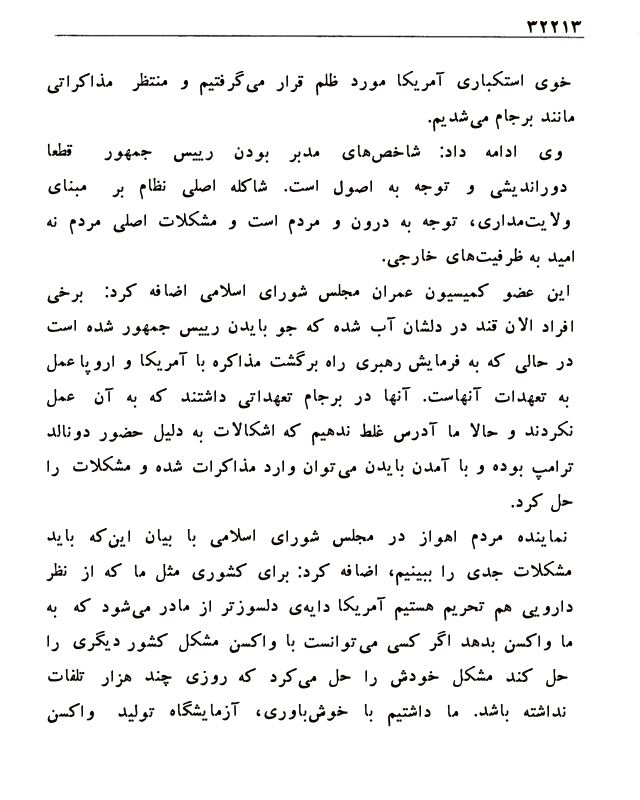 ۳۲۲۱۳
خوی استکباری آمریکا مورد ظلم قرار می‌گرفتیم و منتظر مذاکراتی
مانند برجام می‌شدیم.
وی ادامه داد: شاخص‌های مدبر بودن رییس جمهور قطعا
دوراندیشی و توجه به اصول است. شاکله اصلی نظام بر مبنای
ولایت‌مداری، توجه به درون و مردم است و مشکلات اصلی مردم نه
امید به ظرفیت‌های خارجی.
این عضو کمیسیون عمران مجلس شورای اسلامی اضافه کرد: برخی
افراد الان قند در دلشان آب شده که جو بایدن رییس جمهور شده است
در حالی که به فرمایش رهبری راه برگشت مذاکره با آمریکا و اروپا عمل
به تعهدات آنهاست. آنها در برجام تعهداتی داشتند که به آن عمل
نکردند و حالا ما آدرس غلط ندهیم که اشکالات به دلیل حضور دونالد
ترامپ بوده و با آمدن بایدن می‌توان وارد مذاکرات شده و مشکلات را
حل کرد.
نماینده مردم اهواز در مجلس شورای اسلامی با بیان این‌که باید
مشکلات جدی را ببینیم، اضافه کرد: برای کشوری مثل ما که از نظر
دارویی هم تحریم هستیم آمریکا دایه‌ی دلسوزتر از مادر می‌شود که به
ما واکسن بدهد اگر کسی می‌توانست با واکسن مشکل کشور دیگری را
حل کند مشکل خودش را حل می‌کرد که روزی چند هزار تلفات
نداشته باشد. ما داشتیم با خوش‌باوری، آزمایشگاه تولید واکسن